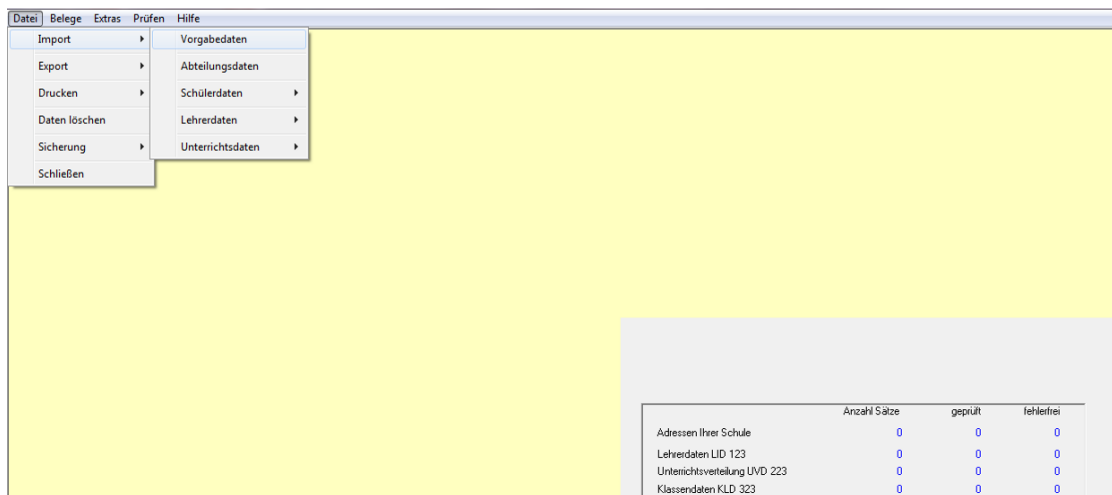 Datei Belege Extras Prüfen Hilfe
Import Vorgabedaten
Export Abteilungsdaten
Drucken Schülerdaten
Daten löschen Lehrerdaten
Sicherung Unterrichtsdaten
Schließen
Anzahl Sätze geprüft fehlerfrei
Adressen Ihrer Schule 0 0 0
Lehrerdaten LID 123 0 0 0
Unterrichtsverteilung UVD 223 0 0 0
Klassendaten KLD 323 0 0 0